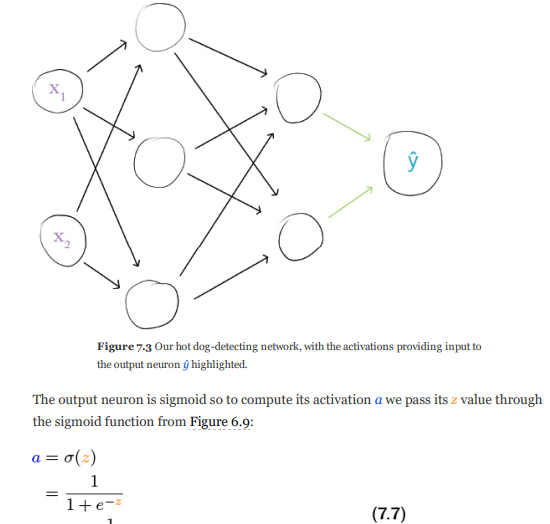 x₁
x₂
ŷ
Figure 7.3 Our hot dog-detecting network, with the activations providing input to
the output neuron ŷ highlighted.
The output neuron is sigmoid so to compute its activation a we pass its z value through
the sigmoid function from Figure 6.9:
a = σ(z)
= 1 / (1 + e^{-z})
(7.7)